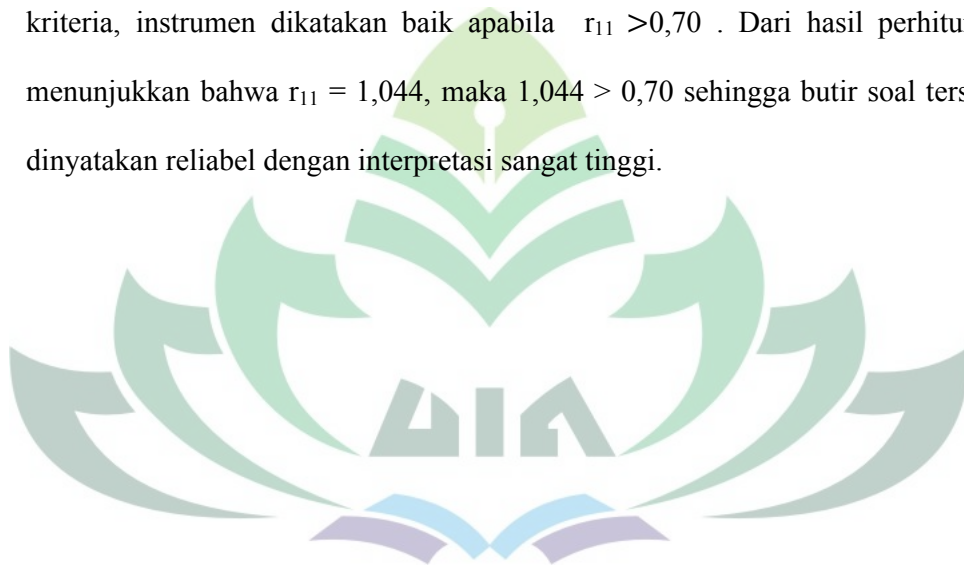 kriteria, instrumen dikatakan baik apabila r₁₁ >0,70 . Dari hasil perhitu
menunjukkan bahwa r₁₁ = 1,044, maka 1,044 > 0,70 sehingga butir soal ters
dinyatakan reliabel dengan interpretasi sangat tinggi.
UIN